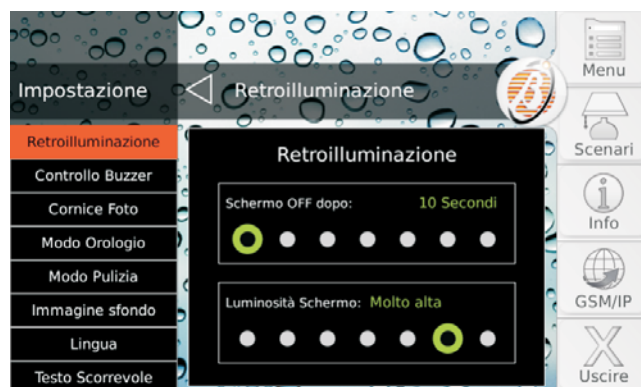 Impostazione
Retroilluminazione
Retroilluminazione
Controllo Buzzer
Cornice Foto
Modo Orologio
Modo Pulizia
Immagine sfondo
Lingua
Testo Scorrevole
Retroilluminazione
Schermo OFF dopo: 10 Secondi
Luminosità Schermo: Molto alta
B
Menu
Scenari
Info
GSM/IP
Uscire